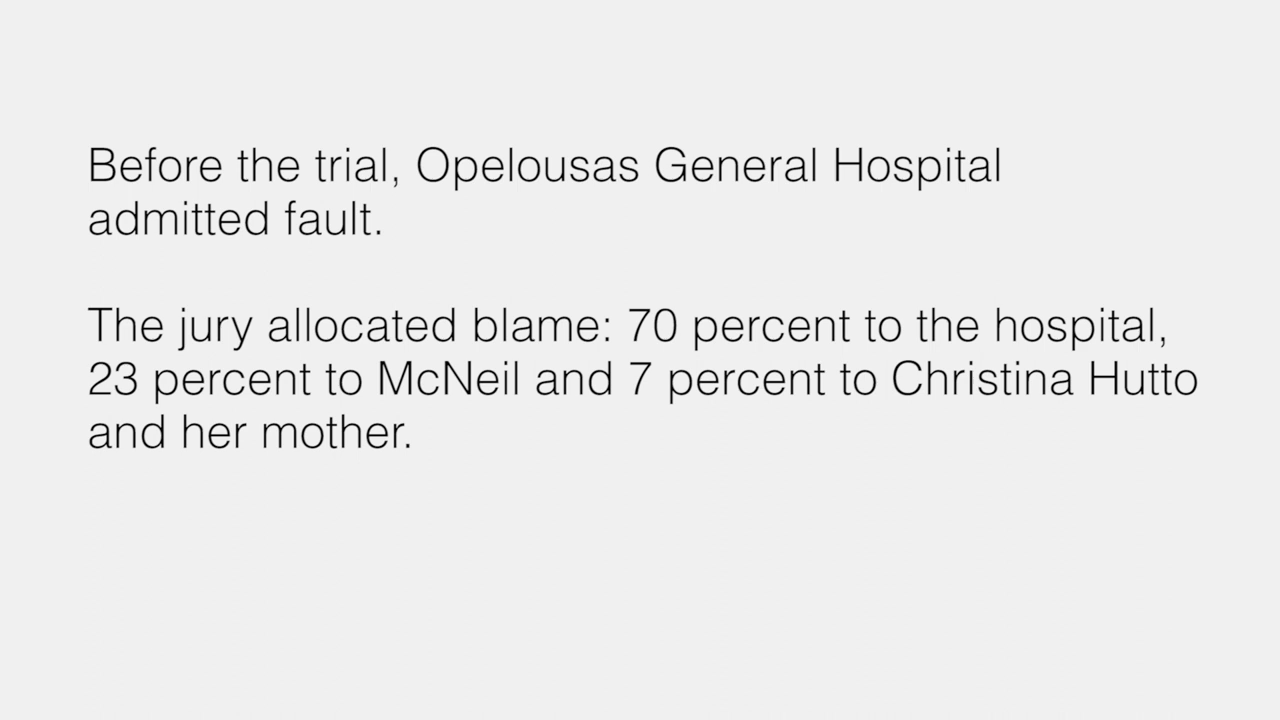 Before the trial, Opelousas General Hospital
admitted fault.
The jury allocated blame: 70 percent to the hospital,
23 percent to McNeil and 7 percent to Christina Hutto
and her mother.